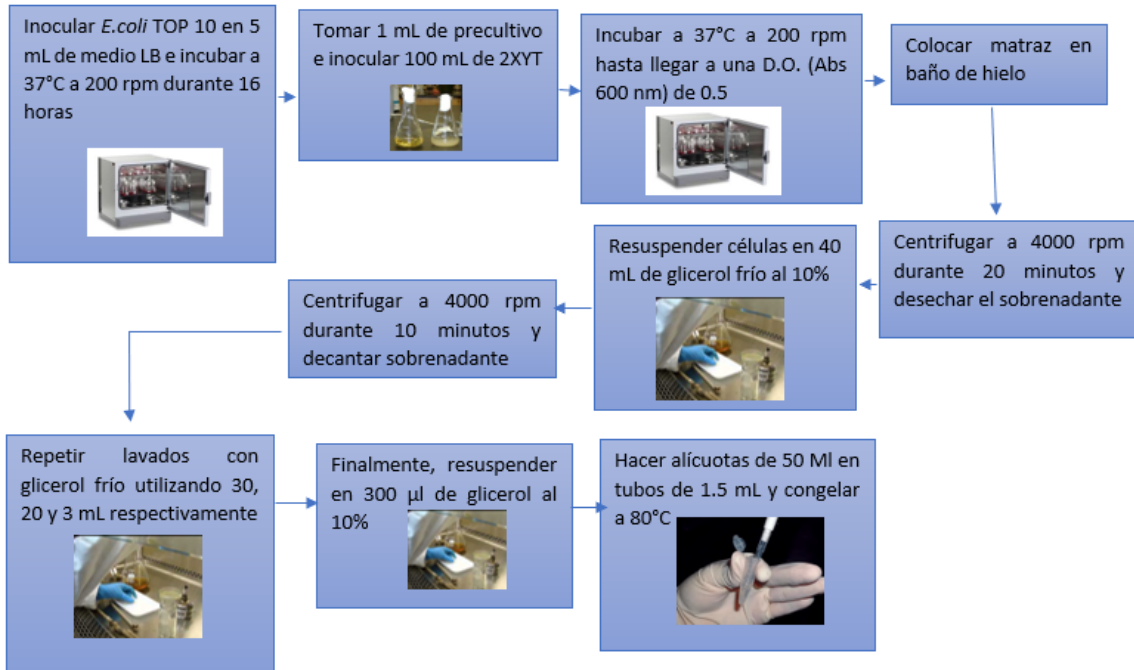 Inocular E.coli TOP 10 en 5
mL de medio LB e incubar a
37°C a 200 rpm durante 16
horas
Tomar 1 mL de precultivo
e inocular 100 mL de 2XYT
Incubar a 37°C a 200 rpm
hasta llegar a una D.O. (Abs
600 nm) de 0.5
Colocar matraz en
baño de hielo
Centrifugar a 4000 rpm
durante 20 minutos y
desechar el sobrenadante
Resuspender células en 40
mL de glicerol frío al 10%
Centrifugar a 4000 rpm
durante 10 minutos y
decantar sobrenadante
Repetir lavados con
glicerol frío utilizando 30,
20 y 3 mL respectivamente
Finalmente, resuspender
en 300 µl de glicerol al
10%
Hacer alícuotas de 50 Ml en
tubos de 1.5 mL y congelar
a 80°C